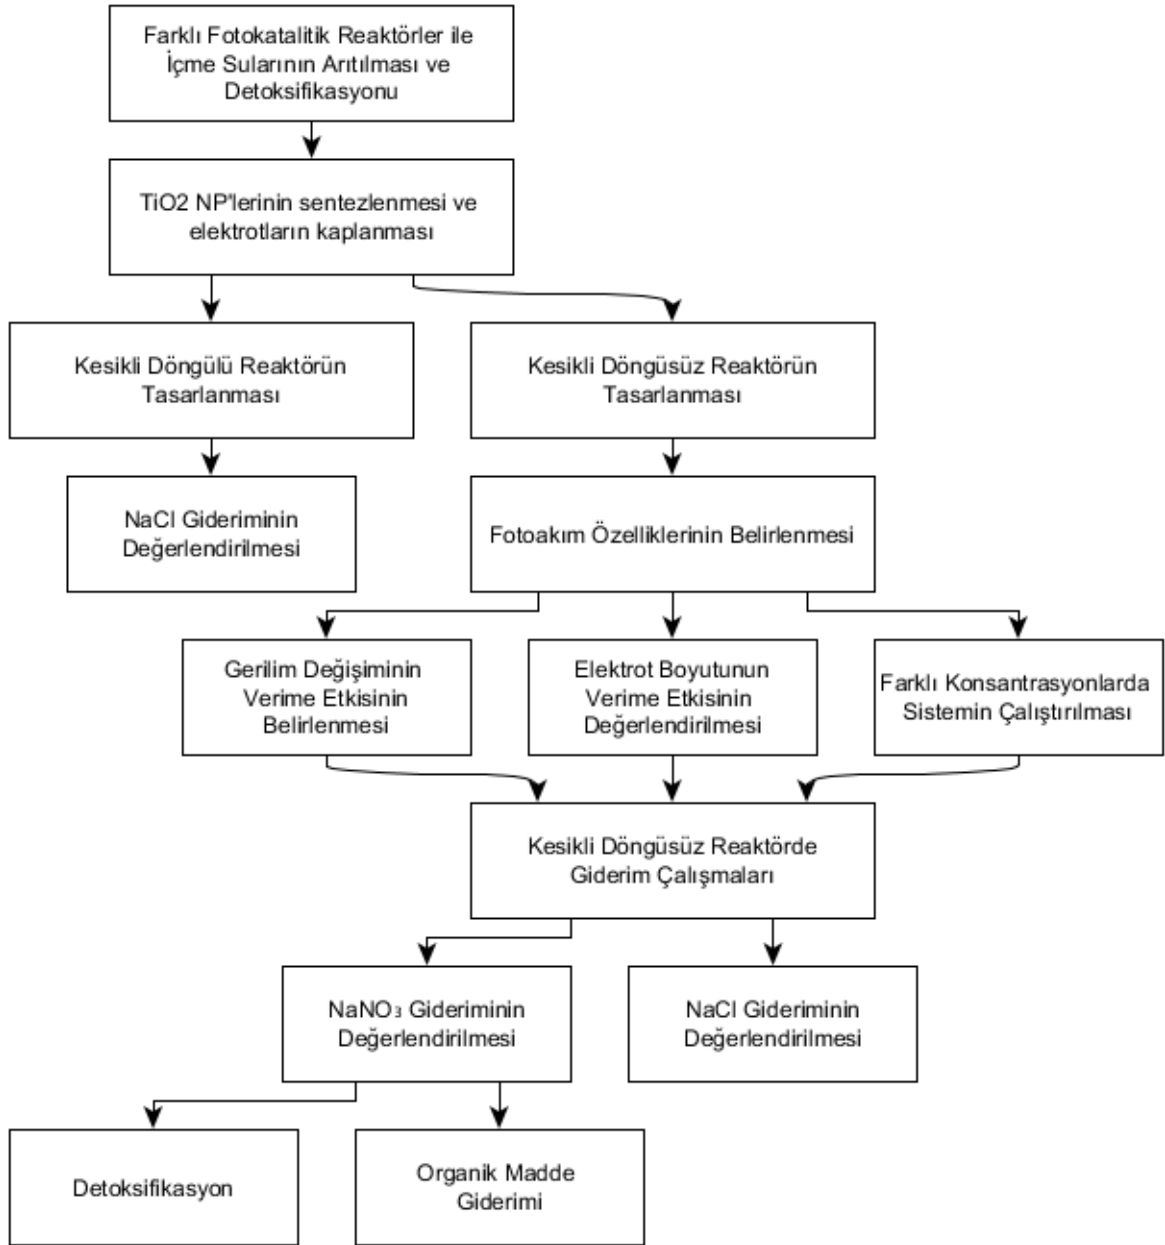 Farklı Fotokatalitik Reaktörler ile
İçme Sularının Arıtılması ve
Detoksifikasyonu
TiO2 NP'lerinin sentezlenmesi ve
elektrotların kaplanması
Kesikli Döngülü Reaktörün
Tasarlanması
Kesikli Döngüsüz Reaktörün
Tasarlanması
NaCl Gideriminin
Değerlendirilmesi
Fotoakım Özelliklerinin Belirlenmesi
Gerilim Değişiminin
Verime Etkisinin
Belirlenmesi
Elektrot Boyutunun
Verime Etkisinin
Değerlendirilmesi
Farklı Konsantrasyonlarda
Sistemin Çalıştırılması
Kesikli Döngüsüz Reaktörde
Giderim Çalışmaları
NaNO₃ Gideriminin
Değerlendirilmesi
NaCl Gideriminin
Değerlendirilmesi
Detoksifikasyon
Organik Madde
Giderimi